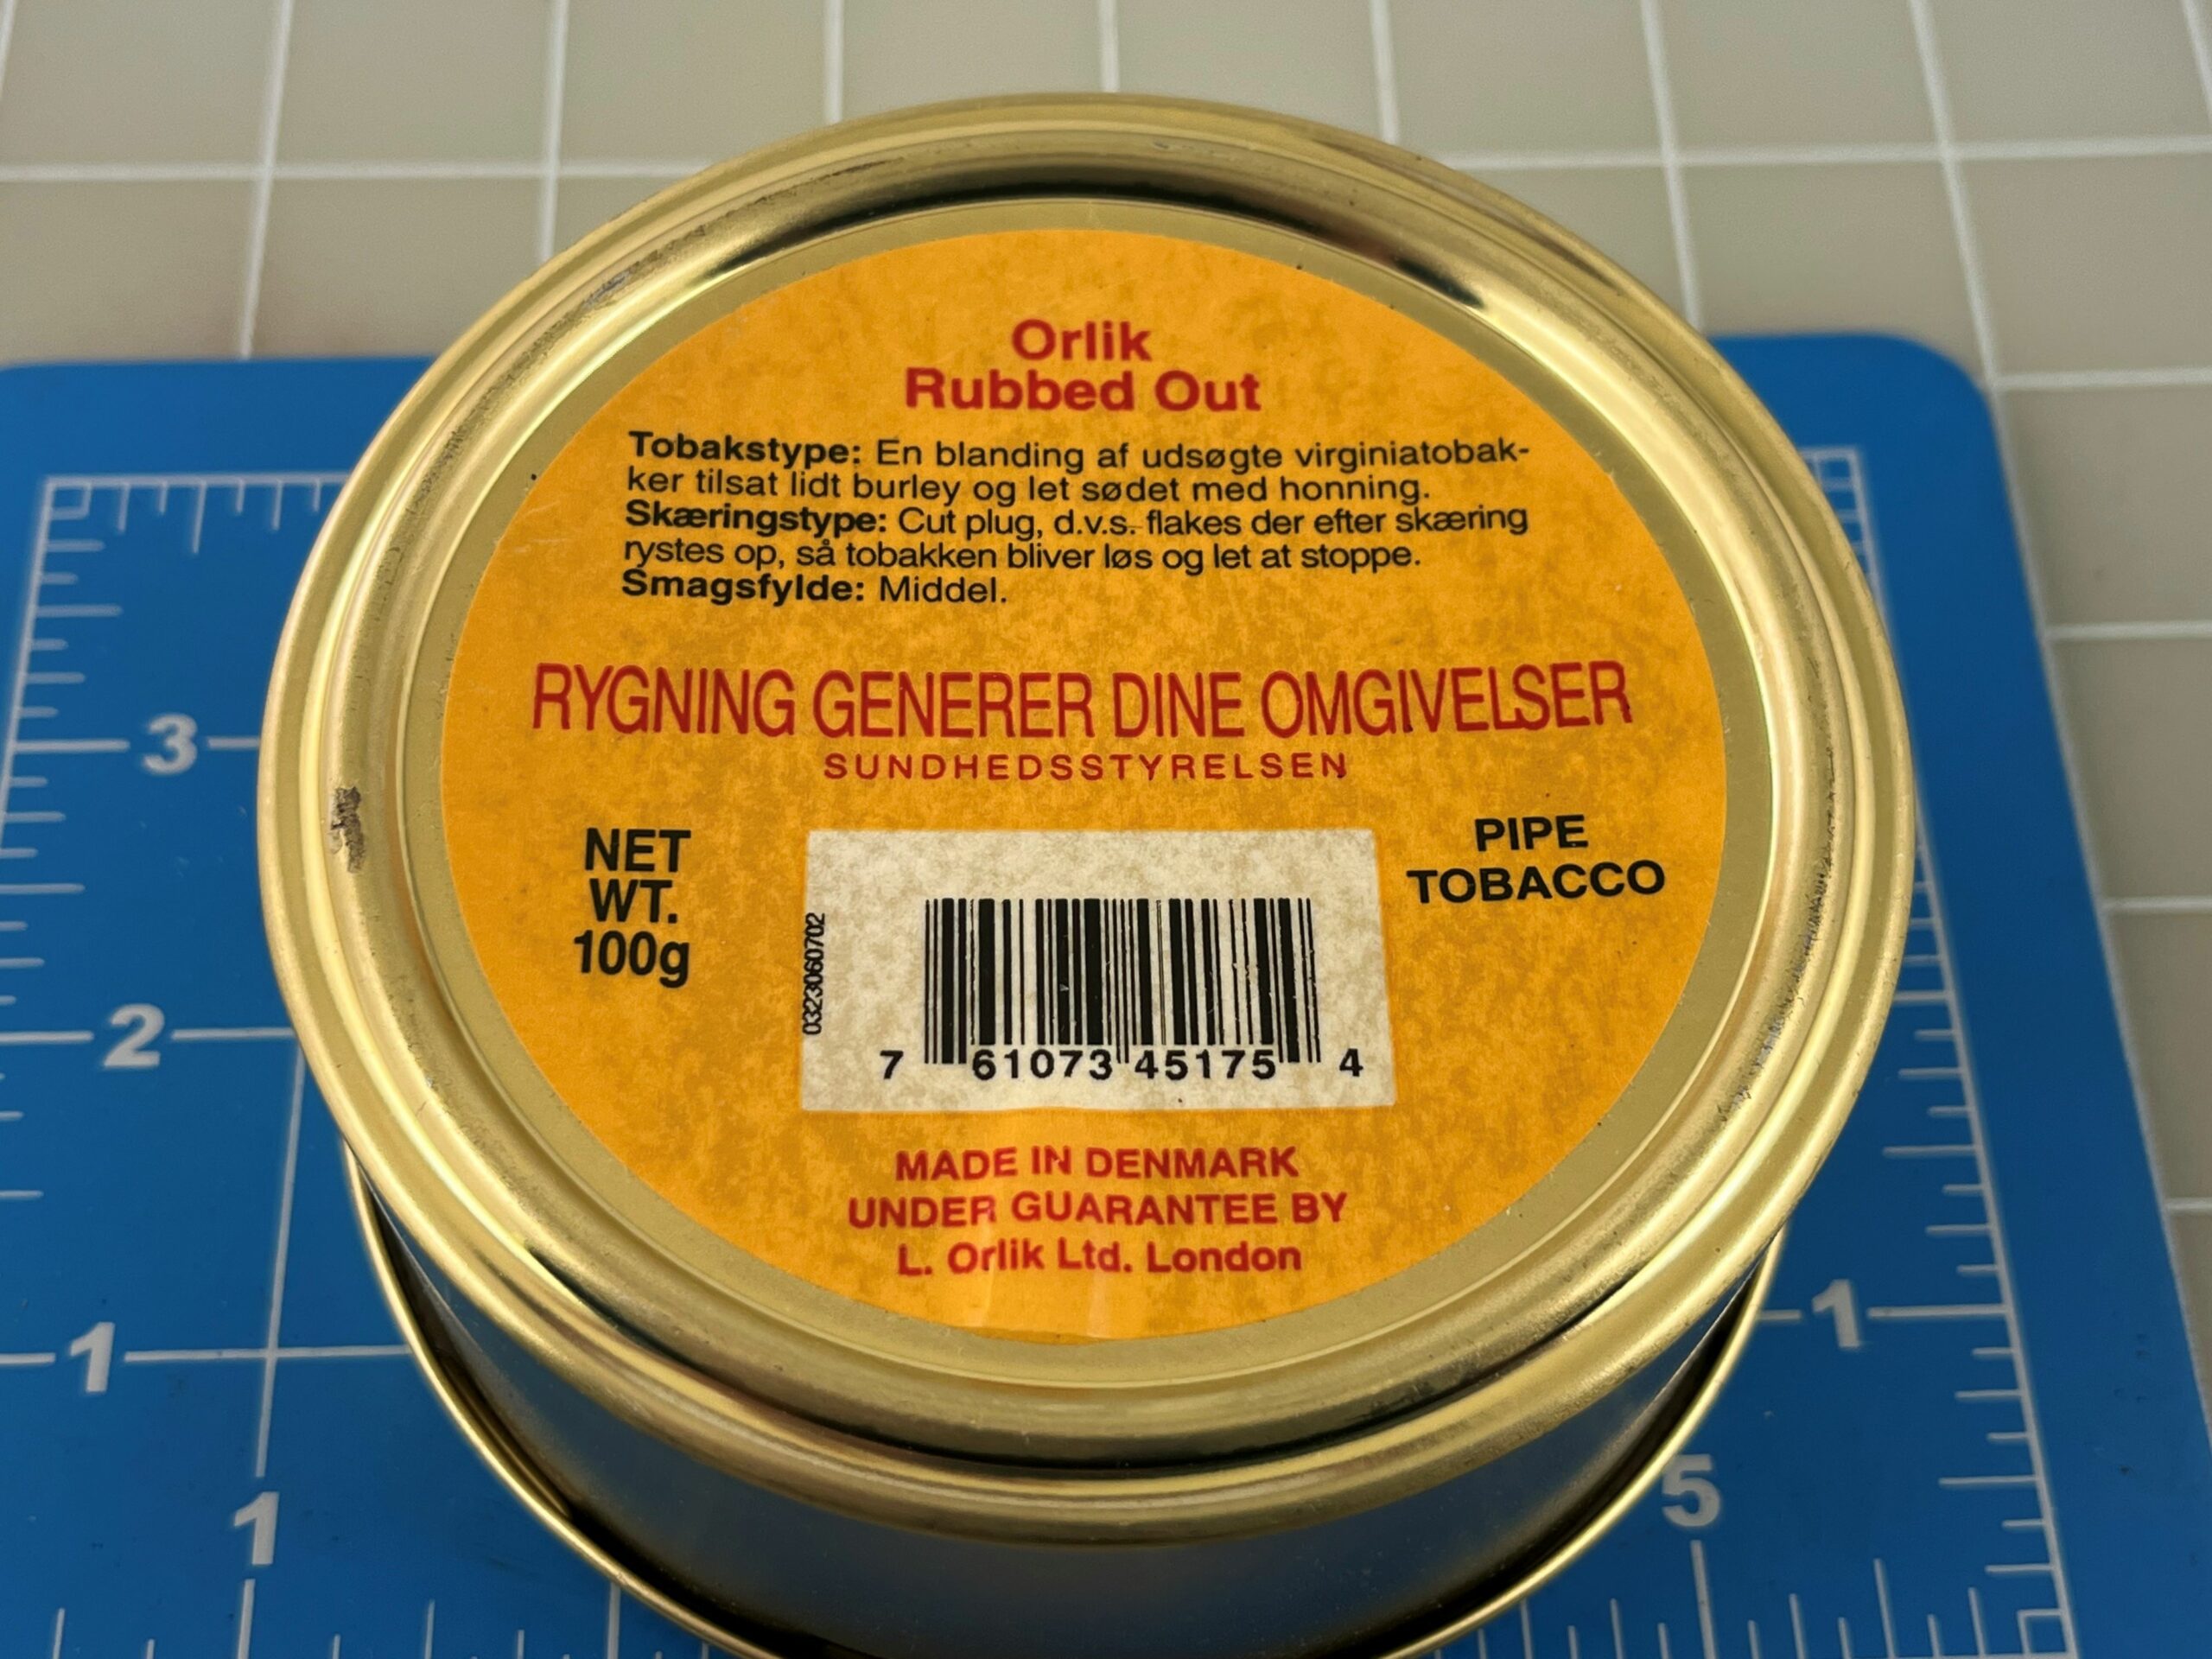 Orlik
Rubbed Out
Tobakstype: En blanding af udsøgte virginiatobak-
ker tilsat lidt burley og let sødet med honning.
Skæringstype: Cut plug, d.v.s. flakes der efter skæring
rystes op, så tobakken bliver løs og let at stoppe.
Smagsfylde: Middel.
RYGNING GENERER DINE OMGIVELSER
SUNDHEDSSTYRELSEN
NET
WT.
100g
PIPE
TOBACCO
0323060702
7 61073 45175 4
MADE IN DENMARK
UNDER GUARANTEE BY
L. Orlik Ltd. London
3
2
1
1
1
5